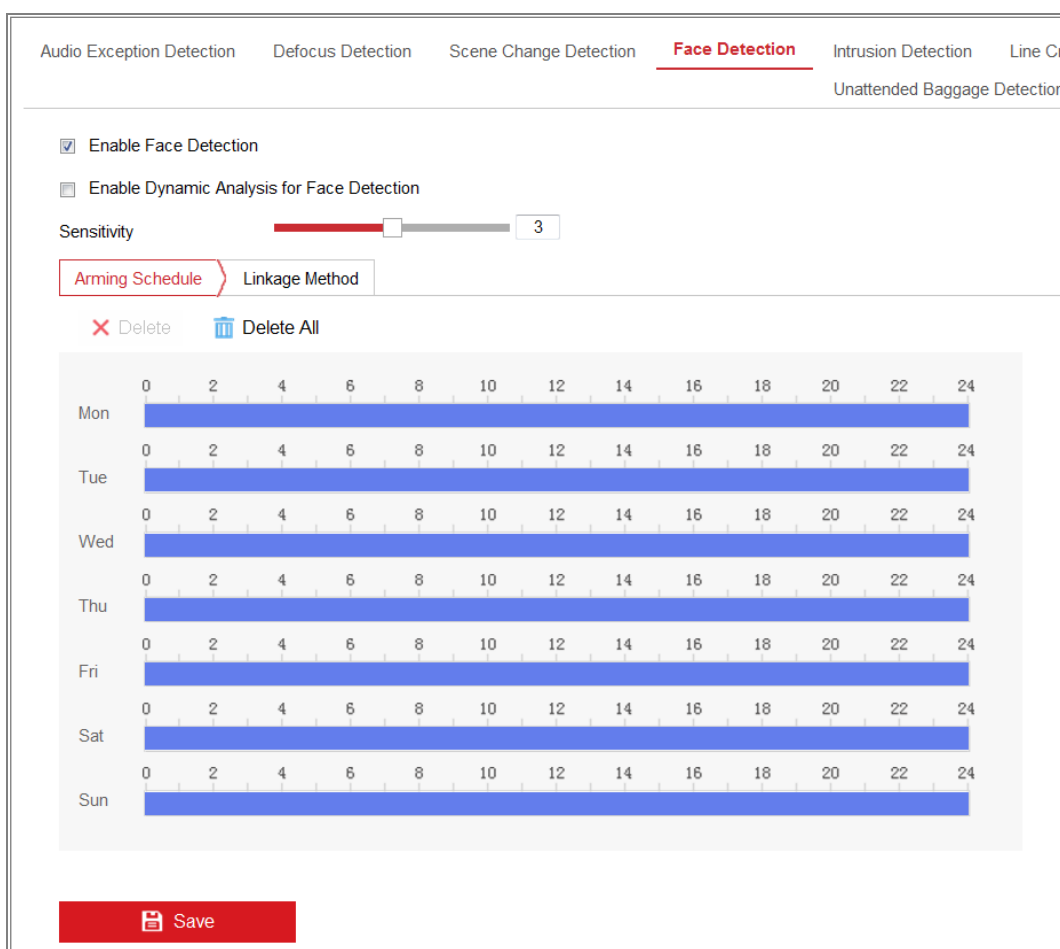 Audio Exception Detection Defocus Detection Scene Change Detection Face Detection Intrusion Detection Line
Unattended Baggage Detection
Enable Face Detection
Enable Dynamic Analysis for Face Detection
Sensitivity 3
Arming Schedule Linkage Method
Delete Delete All
0 2 4 6 8 10 12 14 16 18 20 22 24
Mon
0 2 4 6 8 10 12 14 16 18 20 22 24
Tue
0 2 4 6 8 10 12 14 16 18 20 22 24
Wed
0 2 4 6 8 10 12 14 16 18 20 22 24
Thu
0 2 4 6 8 10 12 14 16 18 20 22 24
Fri
0 2 4 6 8 10 12 14 16 18 20 22 24
Sat
0 2 4 6 8 10 12 14 16 18 20 22 24
Sun
Save